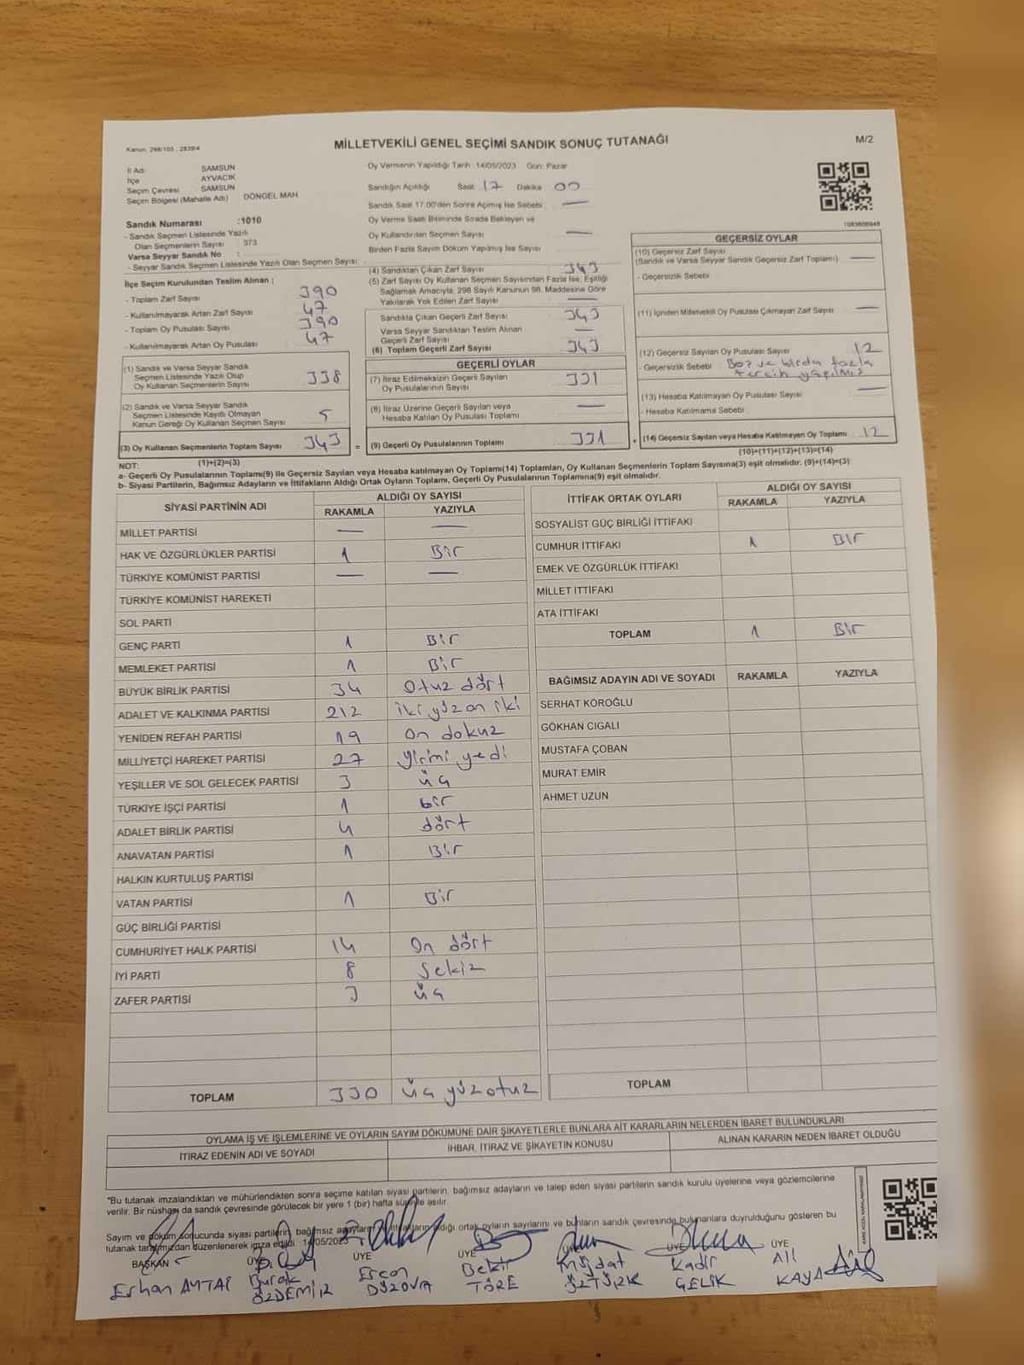 Kanun: 298/105 ; 2839/4
MİLLETVEKİLİ GENEL SEÇİMİ SANDIK SONUÇ TUTANAĞI
M/2
İl Adı: SAMSUN
İlçe AYVACIK
Seçim Çevresi SAMSUN
Seçim Bölgesi (Mahalle Adı) DÖNGEL MAH
Sandık Numarası :1010
- Sandık Seçmen Listesinde Yazılı
Olan Seçmenlerin Sayısı : 373
Varsa Seyyar Sandık No :
- Seyyar Sandık Seçmen Listesinde Yazılı Olan Seçmen Sayısı:
İlçe Seçim Kurulundan Teslim Alınan ;
- Toplam Zarf Sayısı 390
- Kullanılmayarak Artan Zarf Sayısı 47
- Toplam Oy Pusulası Sayısı 390
- Kullanılmayarak Artan Oy Pusulası 47
(1) Sandık ve Varsa Seyyar Sandık
Seçmen Listesinde Yazılı Olup
Oy Kullanan Seçmenlerin Sayısı 338
(2) Sandık ve Varsa Seyyar Sandık
Seçmen Listesinde Kayıtlı Olmayan
Kanun Gereği Oy Kullanan Seçmen Sayısı 5
(3) Oy Kullanan Seçmenlerin Toplam Sayısı 343 =
(1)+(2)=(3)
Oy Vermenin Yapıldığı Tarih : 14/05/2023 Gün: Pazar
Sandığın Açıldığı Saat 17 Dakika 00
Sandık Saat 17.00'den Sonra Açılmış İse Sebebi: —
Oy Verme Saati Bitiminde Sırada Bekleyen ve
Oy Kullandırılan Seçmen Sayısı —
Birden Fazla Sayım Döküm Yapılmış İse Sayısı
(4) Sandıktan Çıkan Zarf Sayısı 343
(5) Zarf Sayısı Oy Kullanan Seçmen Sayısından Fazla İse, Eşitliği
Sağlamak Amacıyla, 298 Sayılı Kanunun 98. Maddesine Göre
Yakılarak Yok Edilen Zarf Sayısı —
Sandıkta Çıkan Geçerli Zarf Sayısı 343
Varsa Seyyar Sandıktan Teslim Alınan
Geçerli Zarf Sayısı —
(6) Toplam Geçerli Zarf Sayısı 343
GEÇERLİ OYLAR
(7) İtiraz Edilmeksizin Geçerli Sayılan
Oy Pusulalarının Sayısı 331
(8) İtiraz Üzerine Geçerli Sayılan veya
Hesaba Katılan Oy Pusulası Toplamı —
(9) Geçerli Oy Pusulalarının Toplamı 331 +
GEÇERSİZ OYLAR
(10) Geçersiz Zarf Sayısı
(Sandık ve Varsa Seyyar Sandık Geçersiz Zarf Toplamı) —
- Geçersizlik Sebebi
(11) İçinden Milletvekili Oy Pusulası Çıkmayan Zarf Sayısı —
(12) Geçersiz Sayılan Oy Pusulası Sayısı 12
- Geçersizlik Sebebi Boş ve birden fazla
tercih yapılmış
(13) Hesaba Katılmayan Oy Pusulası Sayısı —
- Hesaba Katılmama Sebebi
(14) Geçersiz Sayılan veya Hesaba Katılmayan Oy Toplamı 12
(10)+(11)+(12)+(13)=(14)
NOT:
a- Geçerli Oy Pusulalarının Toplamı(9) ile Geçersiz Sayılan veya Hesaba katılmayan Oy Toplamı(14) Toplamları, Oy Kullanan Seçmenlerin Toplam Sayısına(3) eşit olmalıdır. (9)+(14)=(3)
b- Siyasi Partilerin, Bağımsız Adayların ve İttifakların Aldığı Ortak Oyların Toplamı, Geçerli Oy Pusulalarının Toplamına(9) eşit olmalıdır.
SİYASİ PARTİNİN ADI ALDIĞI OY SAYISI
RAKAMLA YAZIYLA
MİLLET PARTİSİ — —
HAK VE ÖZGÜRLÜKLER PARTİSİ 1 Bir
TÜRKİYE KOMÜNİST PARTİSİ — —
TÜRKİYE KOMÜNİST HAREKETİ
SOL PARTİ
GENÇ PARTİ 1 Bir
MEMLEKET PARTİSİ 1 Bir
BÜYÜK BİRLİK PARTİSİ 34 Otuz dört
ADALET VE KALKINMA PARTİSİ 212 iki yüz on iki
YENİDEN REFAH PARTİSİ 19 On dokuz
MİLLİYETÇİ HAREKET PARTİSİ 27 yirmi yedi
YEŞİLLER VE SOL GELECEK PARTİSİ 3 üç
TÜRKİYE İŞÇİ PARTİSİ 1 bir
ADALET BİRLİK PARTİSİ 4 dört
ANAVATAN PARTİSİ 1 Bir
HALKIN KURTULUŞ PARTİSİ
VATAN PARTİSİ 1 Bir
GÜÇ BİRLİĞİ PARTİSİ
CUMHURİYET HALK PARTİSİ 14 On dört
İYİ PARTİ 8 Sekiz
ZAFER PARTİSİ 3 üç
TOPLAM 330 üç yüz otuz
İTTİFAK ORTAK OYLARI ALDIĞI OY SAYISI
RAKAMLA YAZIYLA
SOSYALİST GÜÇ BİRLİĞİ İTTİFAKI
CUMHUR İTTİFAKI 1 Bir
EMEK VE ÖZGÜRLÜK İTTİFAKI
MİLLET İTTİFAKI
ATA İTTİFAKI
TOPLAM 1 Bir
BAĞIMSIZ ADAYIN ADI VE SOYADI RAKAMLA YAZIYLA
SERHAT KÖROĞLU
GÖKHAN CIGALI
MUSTAFA ÇOBAN
MURAT EMİR
AHMET UZUN
TOPLAM
OYLAMA İŞ VE İŞLEMLERİNE VE OYLARIN SAYIM DÖKÜMÜNE DAİR ŞİKAYETLERLE BUNLARA AİT KARARLARIN NELERDEN İBARET BULUNDUKLARI
İTİRAZ EDENİN ADI VE SOYADI İHBAR, İTİRAZ VE ŞİKAYETİN KONUSU ALINAN KARARIN NEDEN İBARET OLDUĞU
*Bu tutanak imzalandıktan ve mühürlendikten sonra seçime katılan siyasi partilerin, bağımsız adayların ve talep eden siyasi partilerin sandık kurulu üyelerine veya gözlemcilerine
verilir. Bir nüshası da sandık çevresinde görülecek bir yere 1 (bir) hafta süreyle asılır.
Sayım ve döküm sonucunda siyasi partilerin, bağımsız adayların, ittifakların aldığı ortak oyların sayılarını ve bunların sandık çevresinde bulunanlara duyrulduğunu gösteren bu
tutanak tarafımızdan düzenlenerek imza edildi. 14/05/2023
BAŞKAN ÜYE ÜYE ÜYE ÜYE ÜYE ÜYE
Erhan AMTAİ Burak ÖZDEMİR Ercan DÜZOVA Bekir TÖRE Müjdat ÖZTÜRK Kadir ÇELİK Ali KAYA